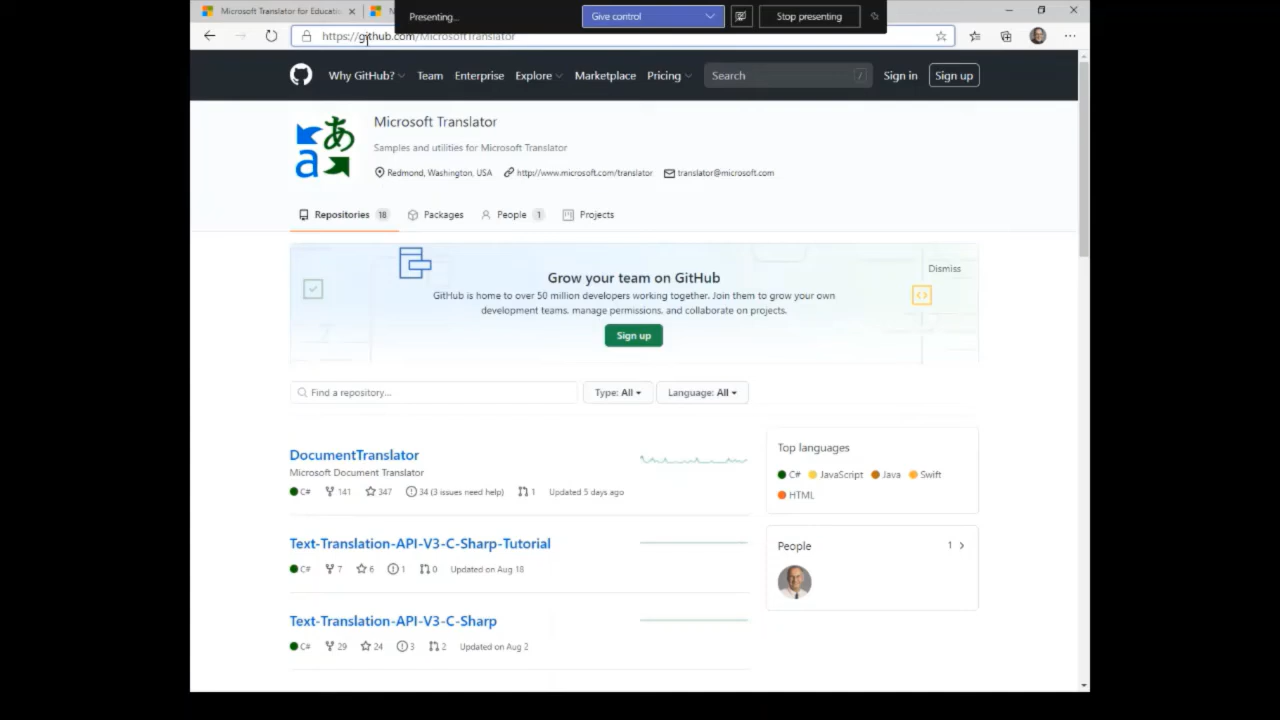 Microsoft Translator for Educati
Presenting...
Give control
Stop presenting
https://github.com/MicrosoftTranslator
Why GitHub?
Team
Enterprise
Explore
Marketplace
Pricing
Search
/
Sign in
Sign up
あ
a
Microsoft Translator
Samples and utilities for Microsoft Translator
Redmond, Washington, USA
http://www.microsoft.com/translator
translator@microsoft.com
Repositories 18
Packages
People 1
Projects
Grow your team on GitHub
Dismiss
GitHub is home to over 50 million developers working together. Join them to grow your own
development teams, manage permissions, and collaborate on projects.
Sign up
Find a repository...
Type: All
Language: All
DocumentTranslator
Microsoft Document Translator
C# 141 347 34 (3 issues need help) 1 Updated 5 days ago
Text-Translation-API-V3-C-Sharp-Tutorial
C# 7 6 1 0 Updated on Aug 18
Text-Translation-API-V3-C-Sharp
C# 29 24 3 2 Updated on Aug 2
Top languages
C# JavaScript Java Swift
HTML
People 1